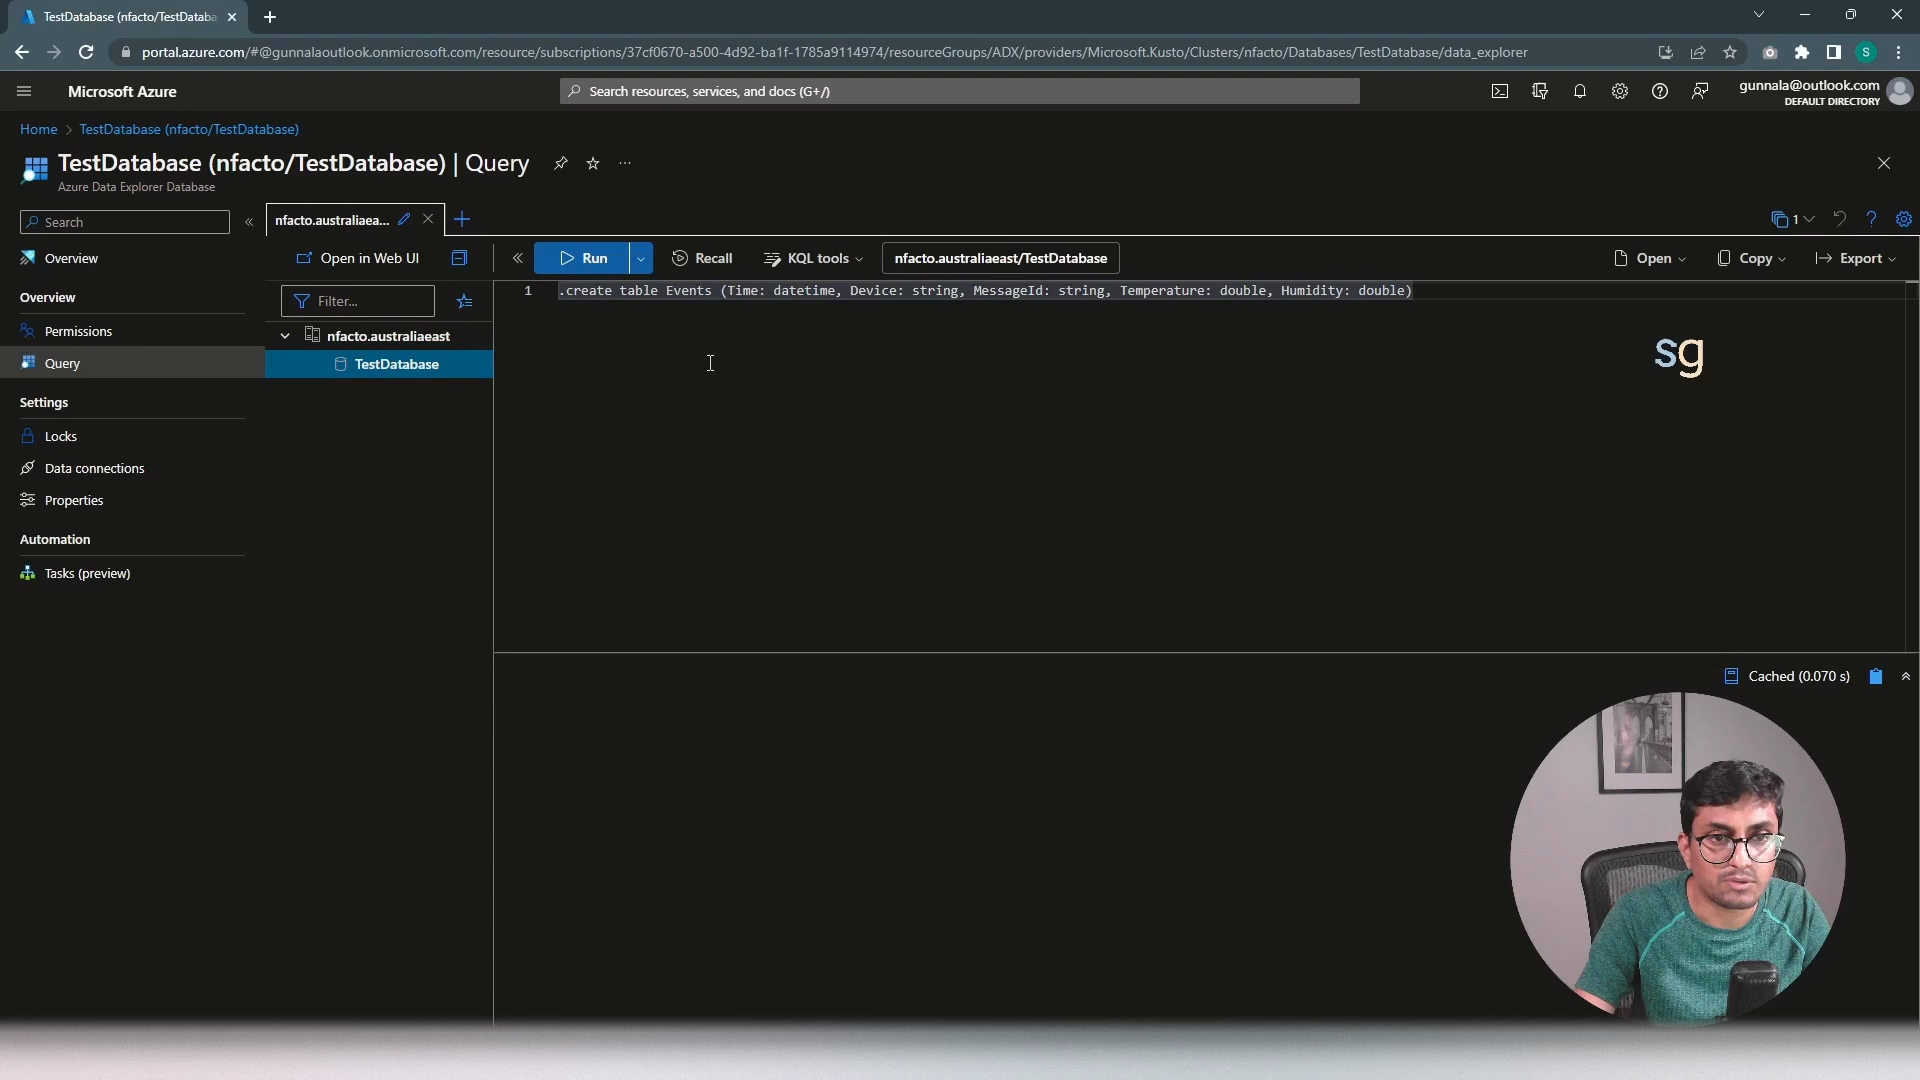 TestDatabase (nfacto/TestDataba
portal.azure.com/#@gunnalaoutlook.onmicrosoft.com/resource/subscriptions/37cf0670-a500-4d92-ba1f-1785a9114974/resourceGroups/ADX/providers/Microsoft.Kusto/Clusters/nfacto/Databases/TestDatabase/data_explorer
S
Microsoft Azure
Search resources, services, and docs (G+/)
gunnala@outlook.com
DEFAULT DIRECTORY
Home > TestDatabase (nfacto/TestDatabase)
TestDatabase (nfacto/TestDatabase) | Query
Azure Data Explorer Database
Search
nfacto.australiaea...
1
Overview
Open in Web UI
Run
Recall
KQL tools
nfacto.australiaeast/TestDatabase
Open
Copy
Export
Overview
Permissions
Query
Settings
Locks
Data connections
Properties
Automation
Tasks (preview)
Filter...
nfacto.australiaeast
TestDatabase
1 .create table Events (Time: datetime, Device: string, MessageId: string, Temperature: double, Humidity: double)
sg
Cached (0.070 s)